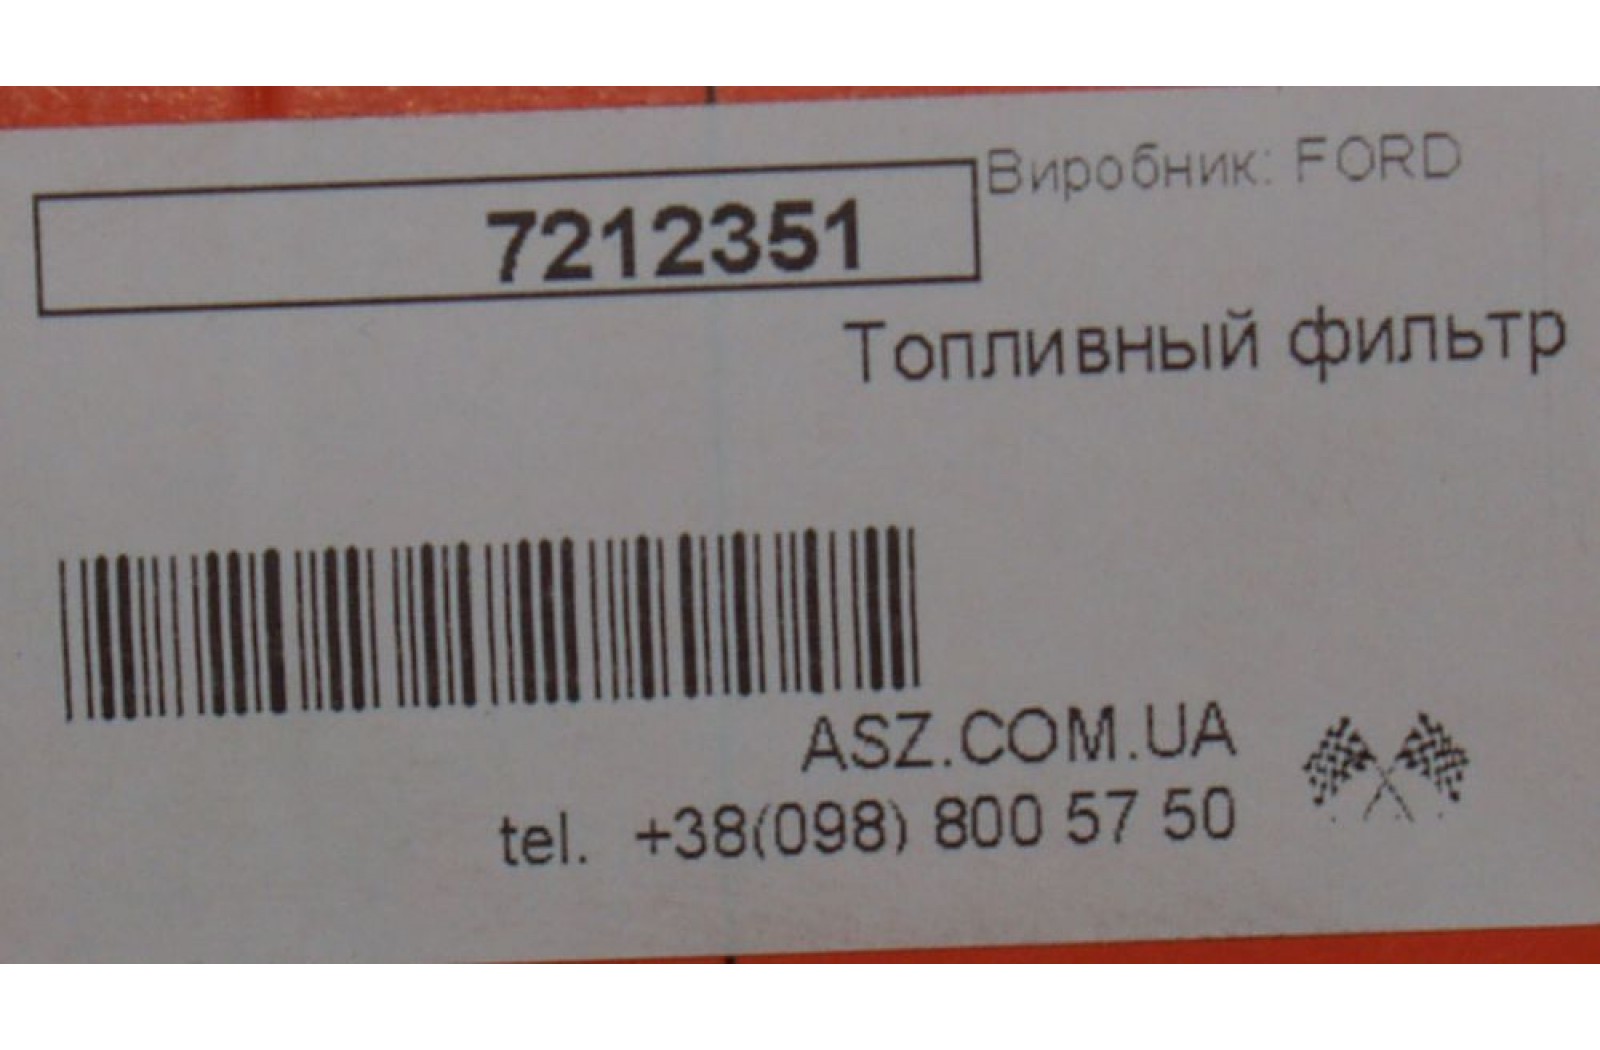 Виробник: FORD
7212351
Топливный фильтр
ASZ.COM.UA
tel. +38(098) 800 57 50